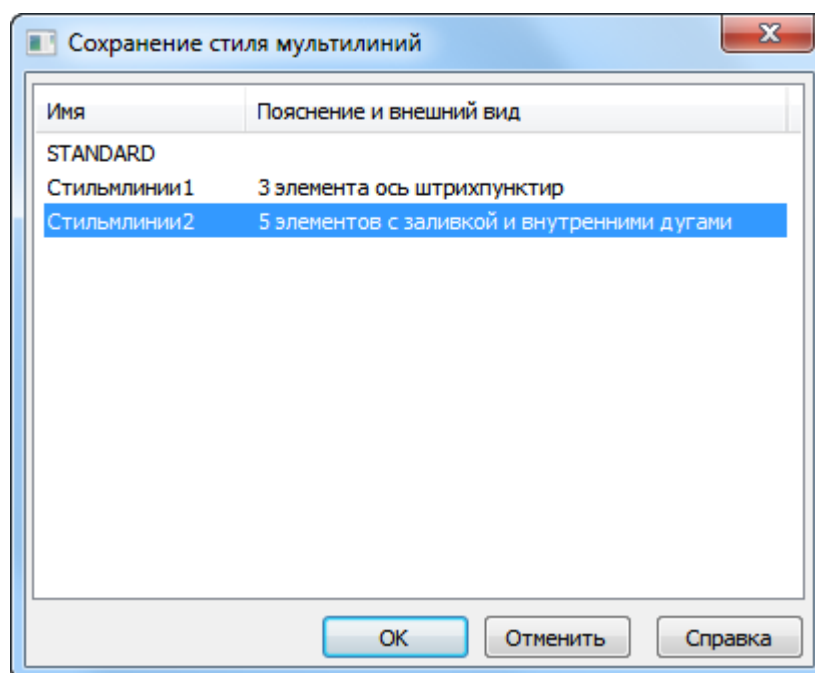 Сохранение стиля мультилиний
Имя Пояснение и внешний вид
STANDARD
Стильмлинии1 3 элемента ось штрихпунктир
Стильмлинии2 5 элементов с заливкой и внутренними дугами
OK Отменить Справка